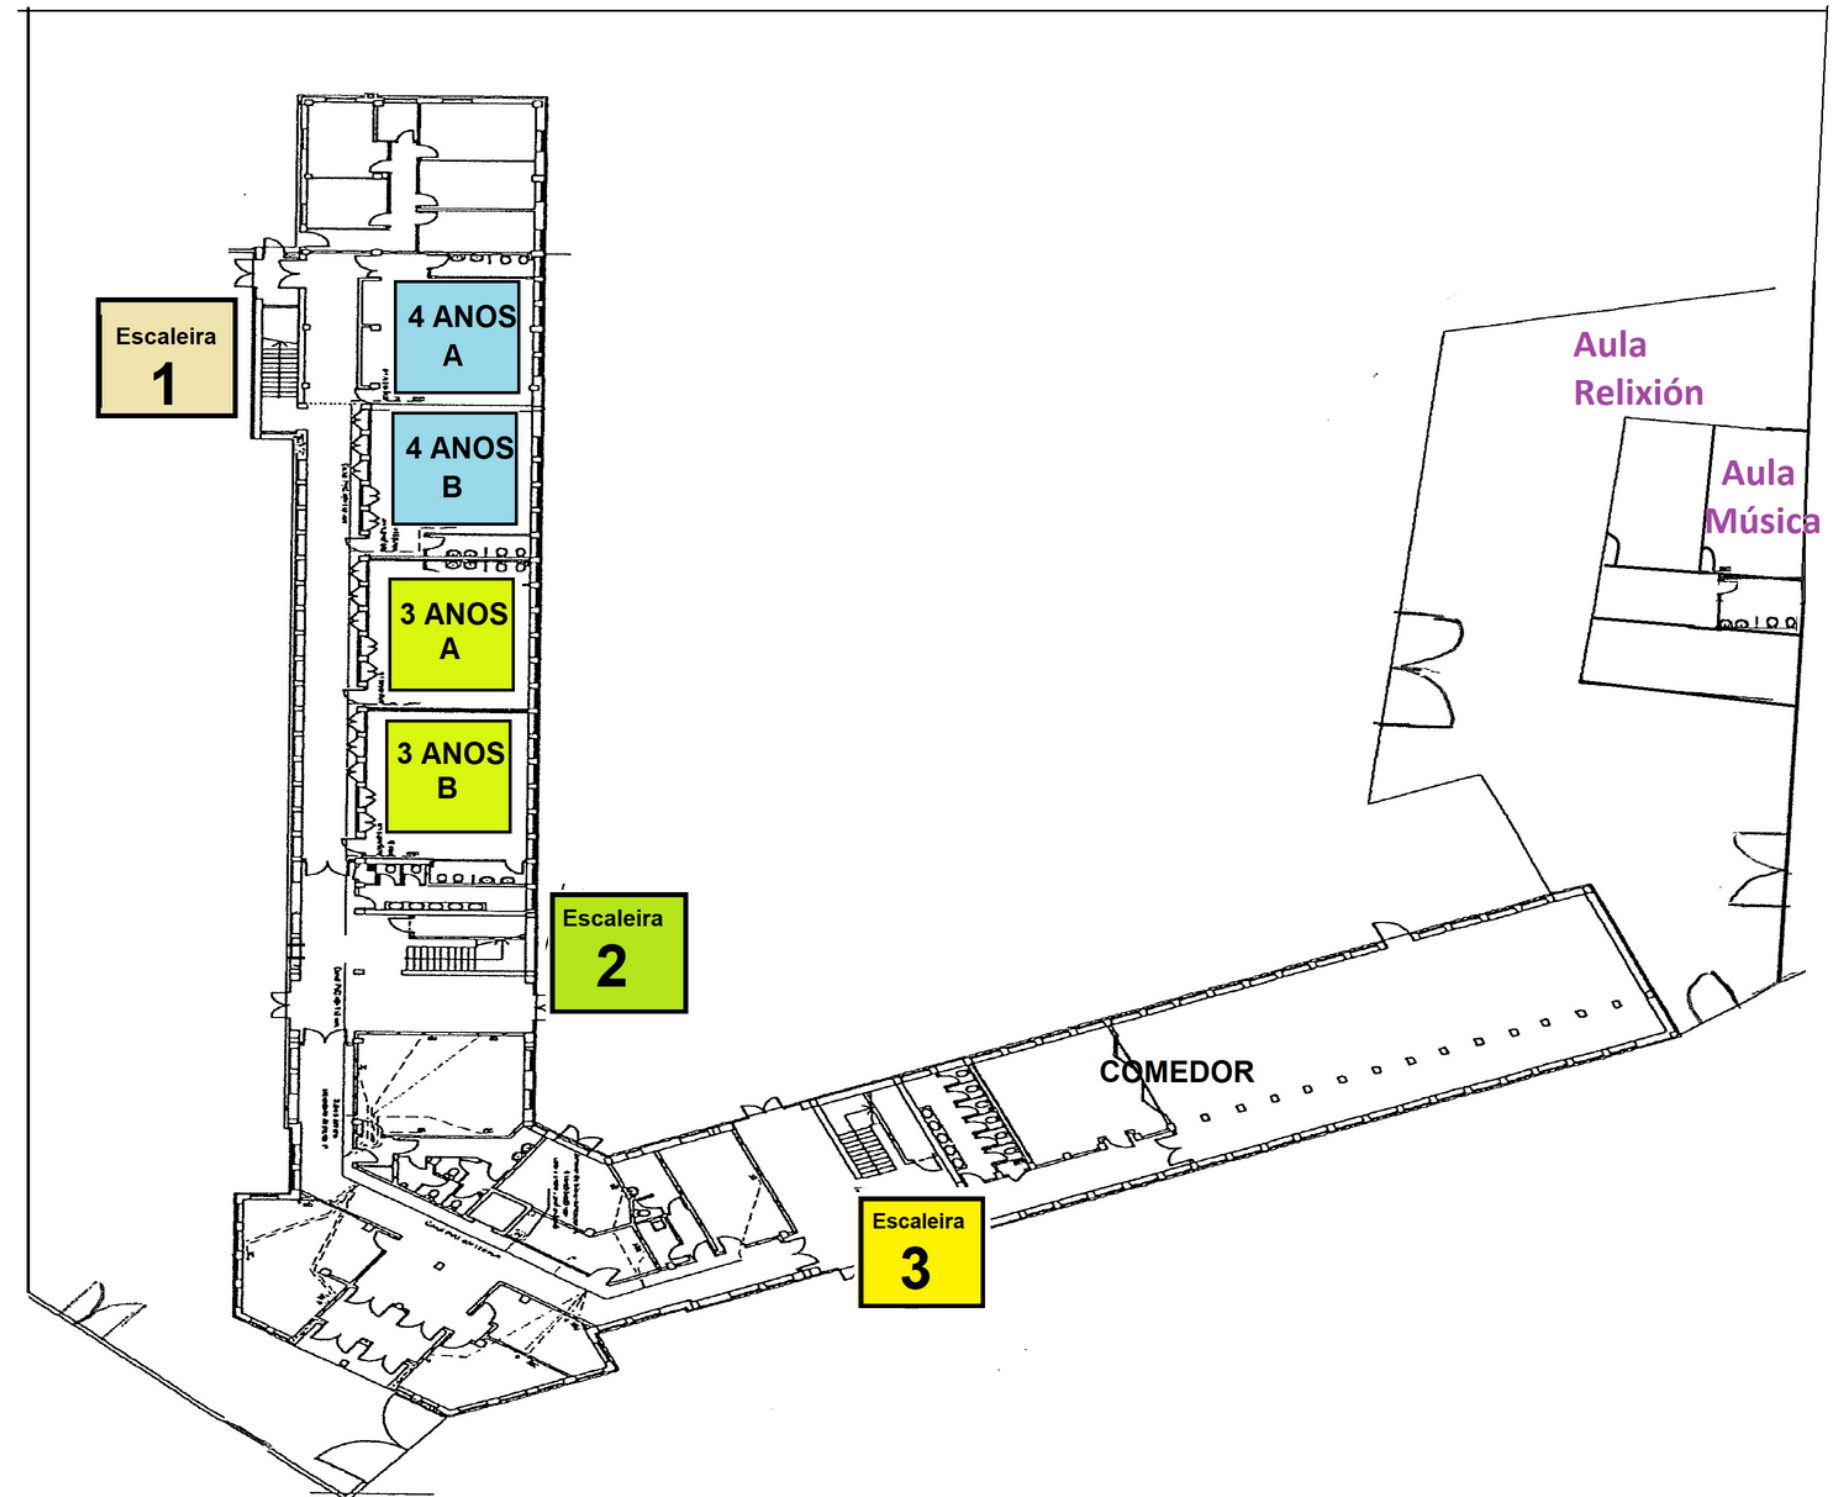 Escaleira
1
4 ANOS
A
4 ANOS
B
3 ANOS
A
3 ANOS
B
Escaleira
2
Aula
Relixión
Aula
Música
COMEDOR
Escaleira
3